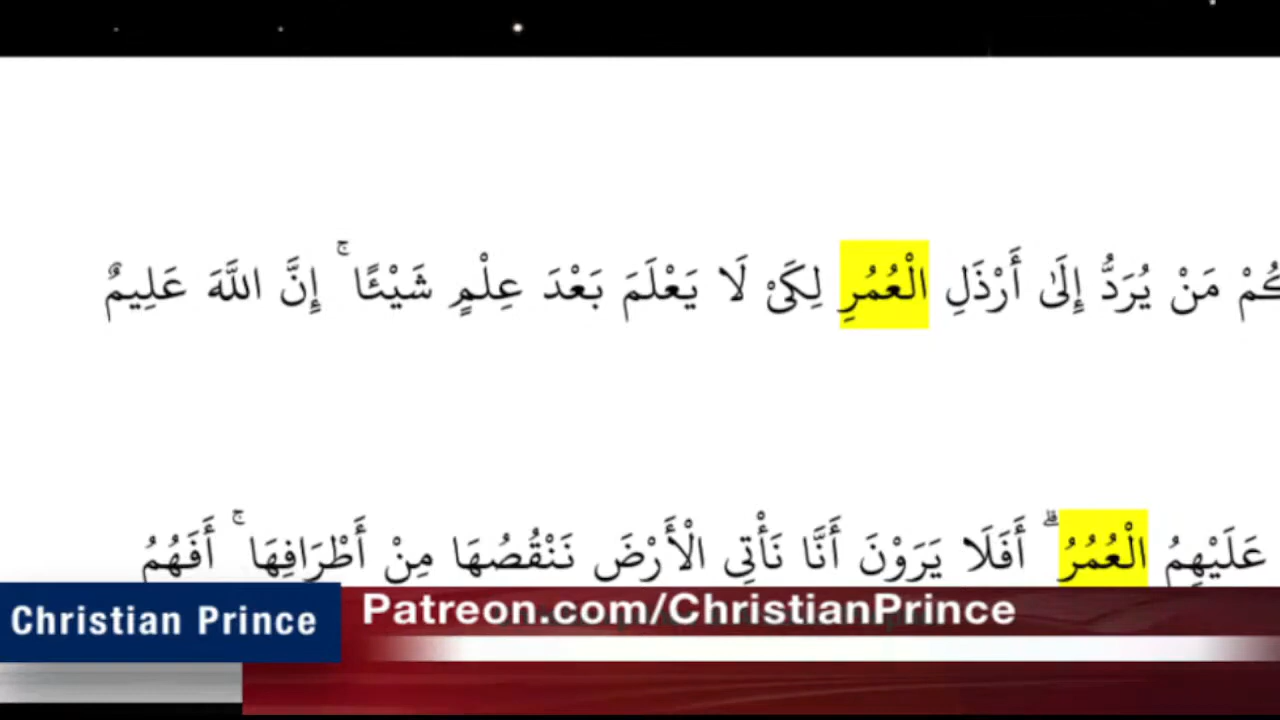 كُمْ مَنْ يُرَدُّ إِلَىٰ أَرْذَلِ الْعُمُرِ لِكَيْ لَا يَعْلَمَ بَعْدَ عِلْمٍ شَيْئًا ۚ إِنَّ اللَّهَ عَلِيمٌ
عَلَيْهِمُ الْعُمُرُ ۗ أَفَلَا يَرَوْنَ أَنَّا نَأْتِي الْأَرْضَ نَنْقُصُهَا مِنْ أَطْرَافِهَا ۚ أَفَهُمُ
Patreon.com/ChristianPrince
Christian Prince